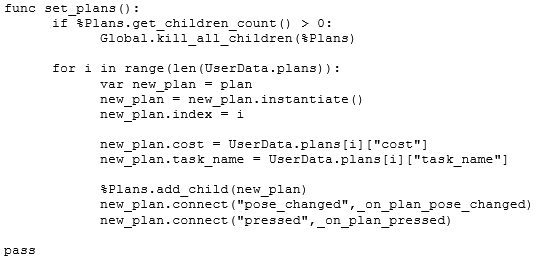 func set_plans():
if %Plans.get_children_count() > 0:
Global.kill_all_children(%Plans)
for i in range(len(UserData.plans)):
var new_plan = plan
new_plan = new_plan.instantiate()
new_plan.index = i
new_plan.cost = UserData.plans[i]["cost"]
new_plan.task_name = UserData.plans[i]["task_name"]
%Plans.add_child(new_plan)
new_plan.connect("pose_changed",_on_plan_pose_changed)
new_plan.connect("pressed",_on_plan_pressed)
pass